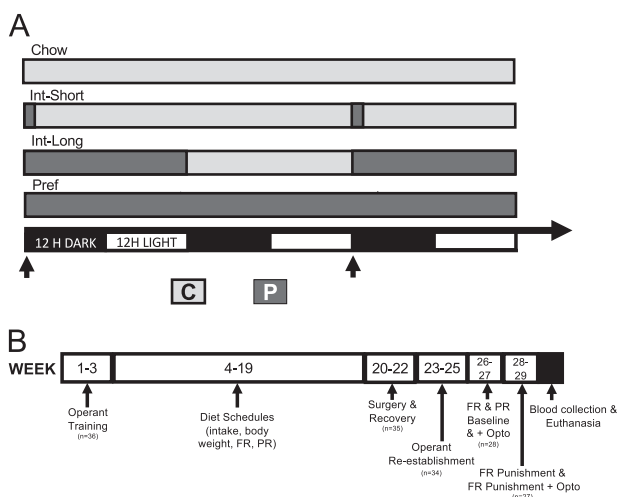 A
Chow
Int-Short
Int-Long
Pref
12 H DARK 12H LIGHT
C P
B
WEEK 1-3 4-19 20-22 23-25 26-27 28-29
Operant
Training
(n=36)
Diet Schedules
(intake, body
weight, FR, PR)
Surgery &
Recovery
(n=35)
Operant
Re-establishment
(n=34)
FR & PR
Baseline
& + Opto
(n=28)
FR Punishment &
FR Punishment + Opto
(n=27)
Blood collection &
Euthanasia